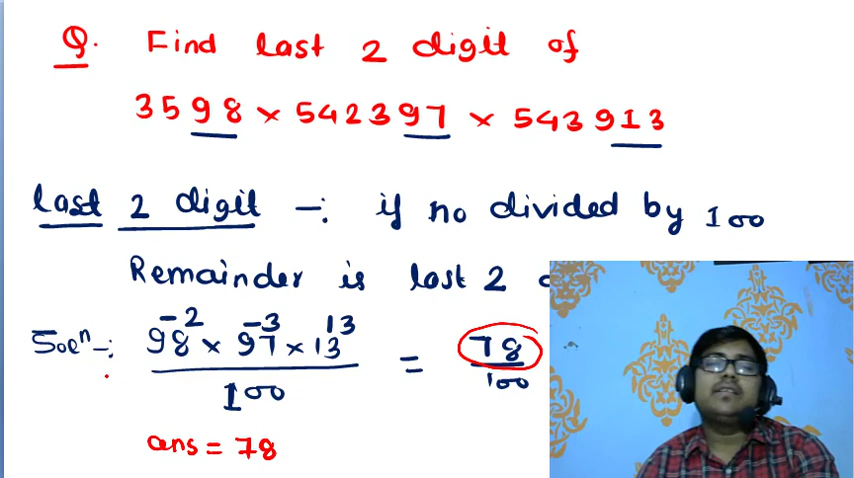 Q. Find last 2 digit of
3598 × 542397 × 543913
last 2 digit -: if no divided by 100
Remainder is last 2
Soln -: 
-2 -3 13
98 × 97 × 13 = 78
100 100
ans = 78